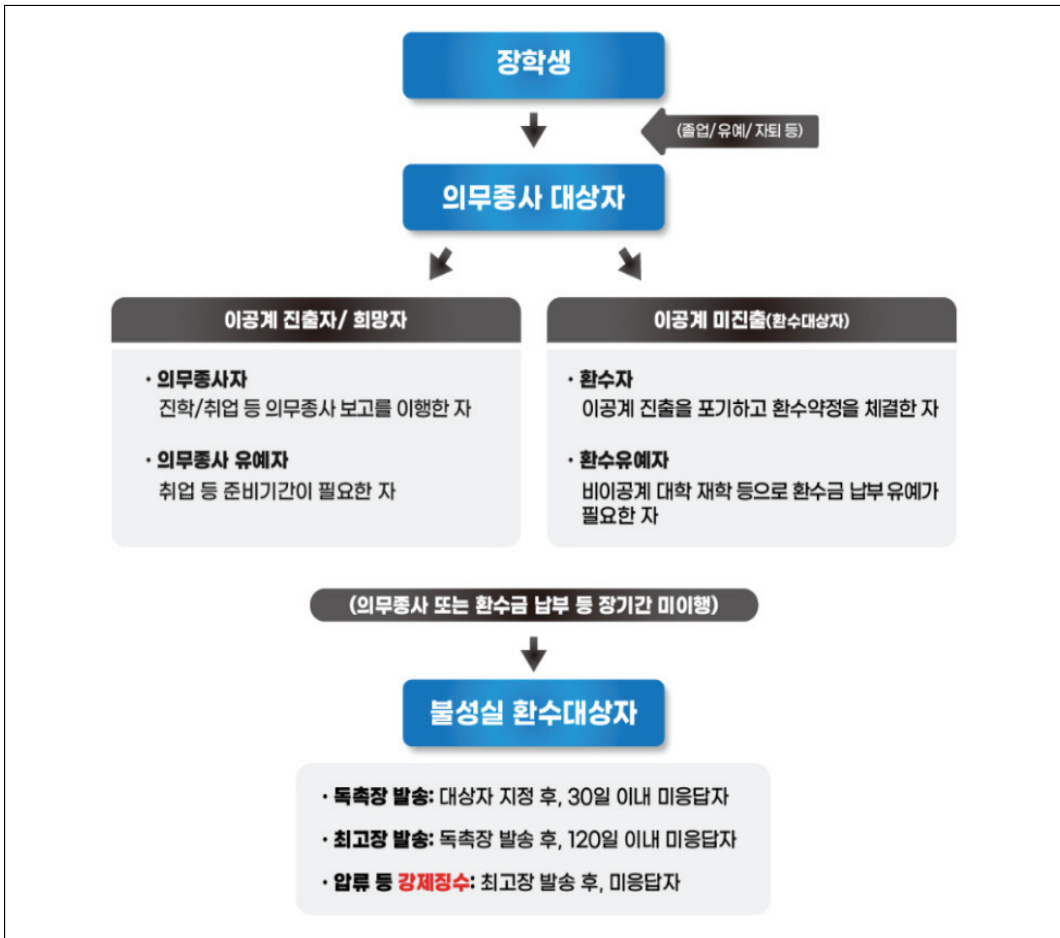 장학생
(졸업/유예/자퇴 등)
의무종사 대상자
이공계 진출자/ 희망자
· 의무종사자
진학/취업 등 의무종사 보고를 이행한 자
· 의무종사 유예자
취업 등 준비기간이 필요한 자
이공계 미진출(환수대상자)
· 환수자
이공계 진출을 포기하고 환수약정을 체결한 자
· 환수유예자
비이공계 대학 재학 등으로 환수금 납부 유예가
필요한 자
(의무종사 또는 환수금 납부 등 장기간 미이행)
불성실 환수대상자
· 독촉장 발송: 대상자 지정 후, 30일 이내 미응답자
· 최고장 발송: 독촉장 발송 후, 120일 이내 미응답자
· 압류 등 강제징수: 최고장 발송 후, 미응답자